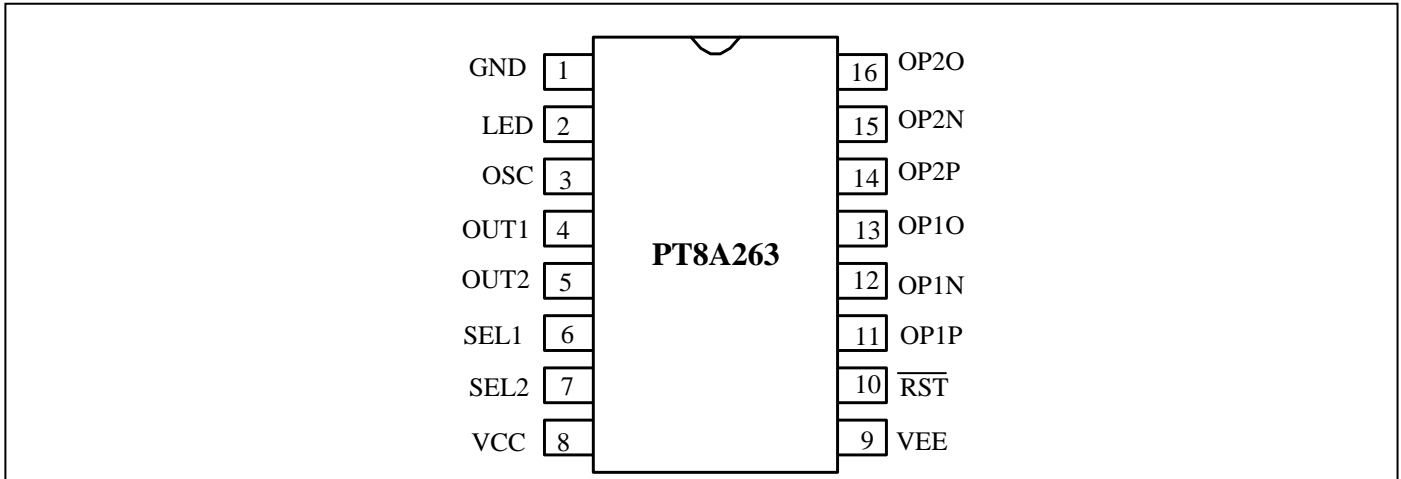 GND 1 16 OP2O
LED 2 15 OP2N
OSC 3 14 OP2P
OUT1 4 13 OP1O
PT8A263
OUT2 5 12 OP1N
SEL1 6 11 OP1P
SEL2 7 10 R̅S̅T̅
VCC 8 9 VEE